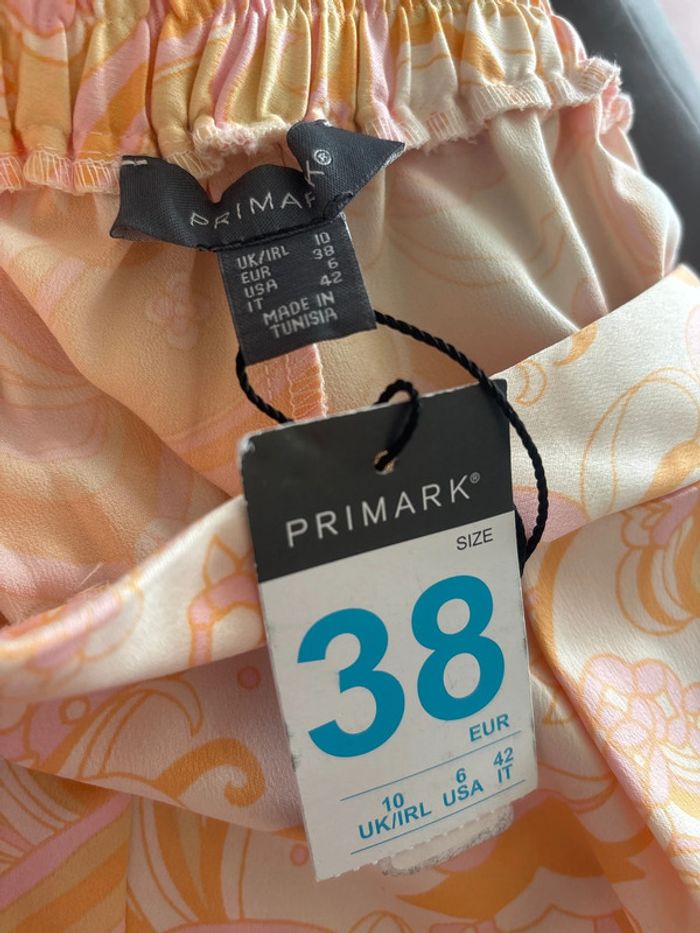 PRIMARK®
UK/IRL 10
EUR 38
USA 6
IT 42
MADE IN
TUNISIA
PRIMARK®
SIZE
38
EUR
10 6 42
UK/IRL USA IT